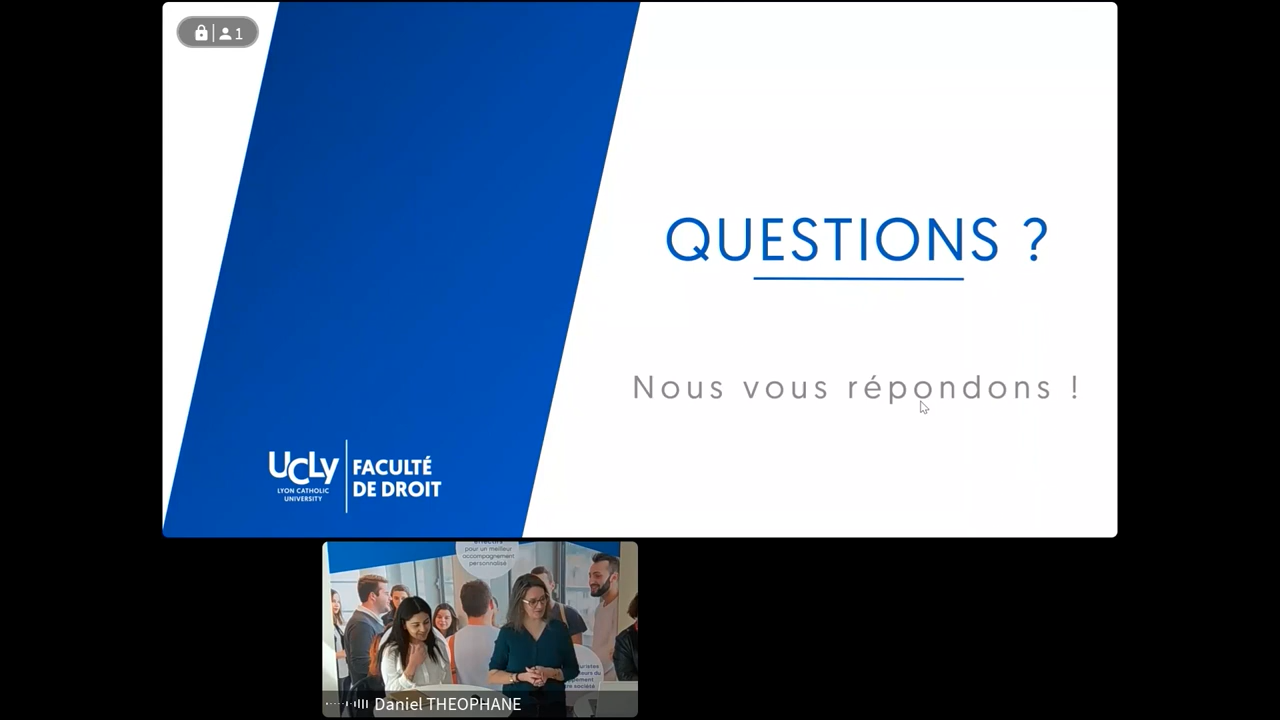 1
QUESTIONS ?
Nous vous répondons !
UCLy
LYON CATHOLIC
UNIVERSITY
FACULTÉ
DE DROIT
pour un meilleur
accompagnement
personnalisé
Daniel THEOPHANE